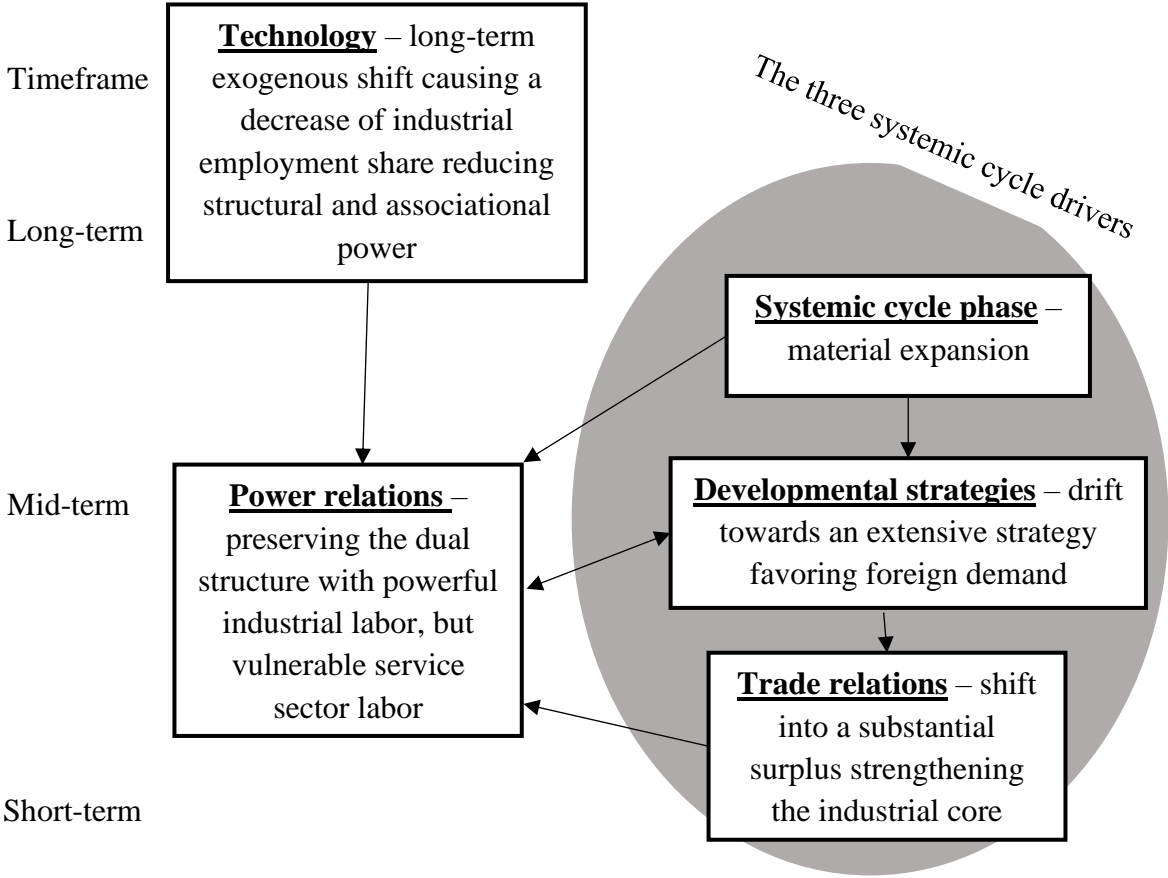 Timeframe
Long-term
Mid-term
Short-term
Technology – long-term
exogenous shift causing a
decrease of industrial
employment share reducing
structural and associational
power
The three systemic cycle drivers
Systemic cycle phase –
material expansion
Power relations –
preserving the dual
structure with powerful
industrial labor, but
vulnerable service
sector labor
Developmental strategies – drift
towards an extensive strategy
favoring foreign demand
Trade relations – shift
into a substantial
surplus strengthening
the industrial core